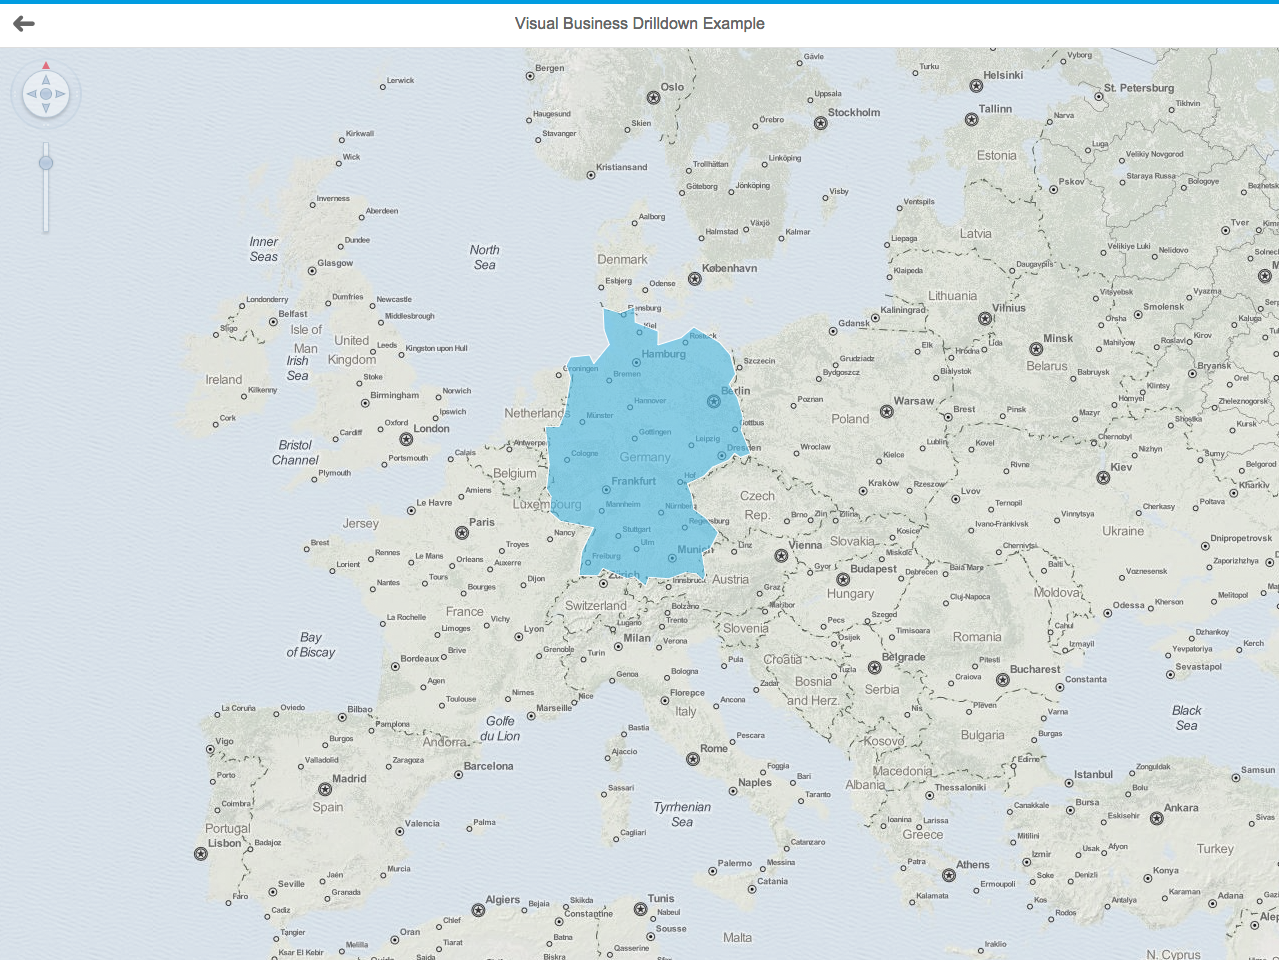 Visual Business Drilldown Example
Bergen
Gävle
Turku
Helsinki
Vyborg
Lerwick
Oslo
Uppsala
Stockholm
St. Petersburg
Tikhvin
Tallinn
Haugesund
Skien
Örebro
Narva
Kirkwall
Stavanger
Luga
Velikiy Novgorod
Wick
Kristiansand
Trollhättan
Linköping
Estonia
Pskov
Staraya Russa
Bologoye
Bezhetsk
Göteborg
Jönköping
Visby
Inverness
Ventspils
Aberdeen
Aalborg
Halmstad
Växjö
Kalmar
Latvia
Tver
Inner
Seas
Dundee
North
Sea
Liepaga
Velikiye Luki
Nelidovo
Glasgow
Denmark
København
Daugavpils
Klaipeda
Esbjerg
Odense
Londonderry
Dumfries
Newcastle
Lithuania
Vitsyebsk
Vyazma
Belfast
Middlesbrough
Flensburg
Kaliningrad
Vilnius
Smolensk
Orsha
Kaluga
Sligo
Isle of
Man
United
Kingdom
Kiel
Gdansk
Rostock
Minsk
Mahilyow
Roslavl
Kirov
Leeds
Kingston upon Hull
Irish
Sea
Hamburg
Szczecin
Grudziadz
Elk
Hrodna
Lida
Belarus
Ireland
Stoke
Groningen
Bremen
Bydgoszcz
Bialystok
Babruysk
Bryansk
Orel
Kilkenny
Birmingham
Norwich
Hannover
Berlin
Poznan
Warsaw
Brest
Pinsk
Klintsy
Homyel
Zheleznogorsk
Mazyr
Shostka
Cork
Oxford
Ipswich
Netherlands
Münster
Poland
Kursk
Cardiff
London
Gottingen
Leipzig
Cottbus
Chernobyl
Bristol
Channel
Portsmouth
Calais
Antwerpen
Cologne
Germany
Dresden
Wroclaw
Lublin
Kovel
Nizhyn
Sumy
Kielce
Rivne
Kiev
Belgorod
Plymouth
Belgium
Frankfurt
Hof
Kraków
Rzeszow
Lvov
Kharkiv
Le Havre
Amiens
Luxembourg
Mannheim
Nürnberg
Czech
Rep.
Ternopil
Cherkasy
Poltava
Jersey
Paris
Regensburg
Brno
Zlin
Zilina
Vinnytsya
Ivano-Frankivsk
Ukraine
Brest
Nancy
Stuttgart
Kosice
Slovakia
Troyes
Ulm
Munich
Linz
Vienna
Miskolc
Chernivtsi
Dnipropetrovsk
Rennes
Le Mans
Orleans
Auxerre
Freiburg
Zaporizhzhya
Lorient
Tours
Dijon
Zürich
Innsbruck
Austria
Gyor
Budapest
Debrecen
Baia Mare
Balti
Voznesensk
Nantes
Bourges
Graz
Hungary
Cluj-Napoca
Moldova
Melitopol
France
Switzerland
Bolzano
Maribor
Odessa
Kherson
La Rochelle
Vichy
Lugano
Trento
Slovenia
Pecs
Szeged
Timisoara
Cahul
Limoges
Lyon
Milan
Verona
Osijek
Romania
Izmayil
Dzhankoy
Kerch
Bay
of Biscay
Bordeaux
Brive
Grenoble
Turin
Pula
Croatia
Belgrade
Pitesti
Yevpatoriya
Agen
Genoa
Bologna
Tuzla
Craiova
Bucharest
Sevastapol
Toulouse
Nimes
Nice
Florepce
Zadar
Bosnia
and Herz.
Serbia
Constanta
La Coruña
Oviedo
Bilbao
Marseille
Italy
Ancona
Nis
Pleven
Varna
Black
Sea
Pamplona
Golfe
du Lion
Bastia
Bulgaria
Burgas
Vigo
Burgos
Andorra
Ajaccio
Rome
Pescara
Kosovo
Valladolid
Zaragoza
Barcelona
Foggia
Macedonia
Edirne
Zonguldak
Samsun
Porto
Madrid
Naples
Bari
Albania
Thessaloniki
Istanbul
Bolu
Coimbra
Spain
Sassari
Tyrrhenian
Sea
Taranto
Canakkale
Bursa
Ankara
Eskisehir
Sivas
Portugal
Valencia
Palma
Cagliari
Ioanina
Larissa
Greece
Mitilini
Lisbon
Badajoz
Catanzaro
Izmir
Usak
Afyon
Turkey
Murcia
Palermo
Messina
Patra
Athens
Seville
Jaén
Granada
Catania
Ermoupoli
Soke
Denizli
Konya
Faro
Kalamata
Karaman
Adana
Cadiz
Algiers
Bejaia
Skikda
Tunis
Kos
Antalya
Tangier
Chlef
Constantine
Nabeul
Rodos
Oran
Batna
Sousse
Malta
Melilla
Tiarat
Iraklio
Ksar El Kebir
Saida
Biskra
Qasserine
N. Cyprus